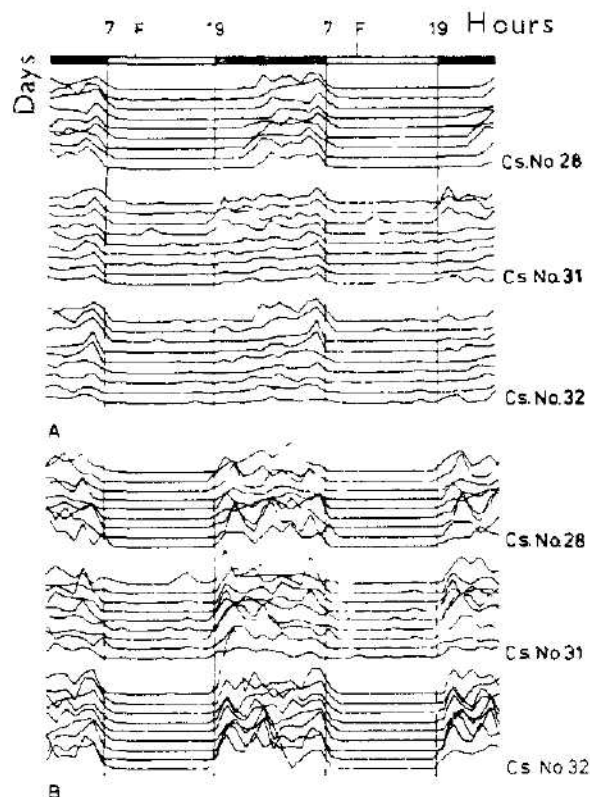 7 F 19 7 F 19 Hours
Days
Cs.No 28
Cs No.31
Cs.No.32
A
Cs.No.28
Cs.No 31
Cs No 32
B